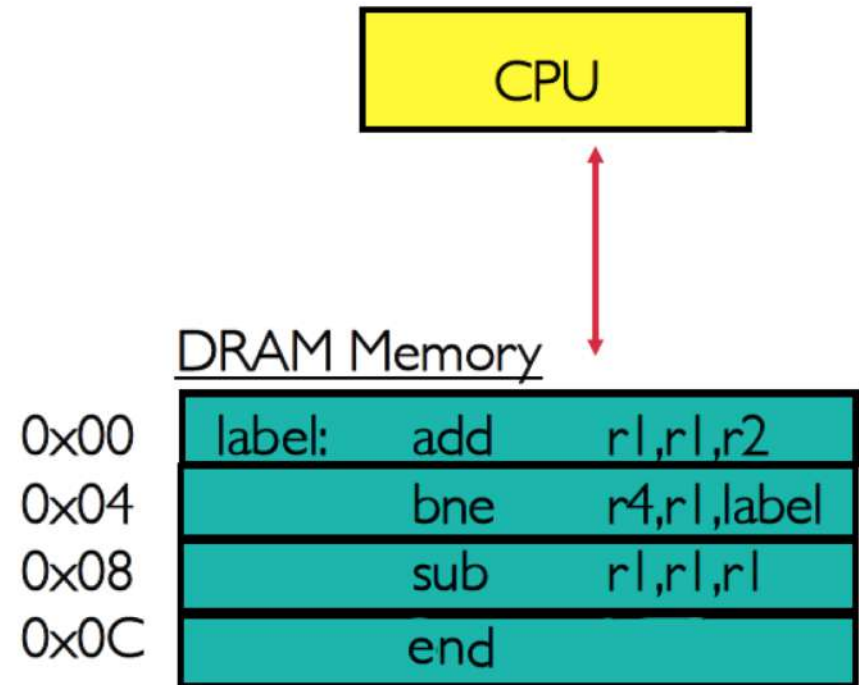 CPU
DRAM Memory
0x00 label: add r1,r1,r2
0x04 bne r4,r1,label
0x08 sub r1,r1,r1
0x0C end